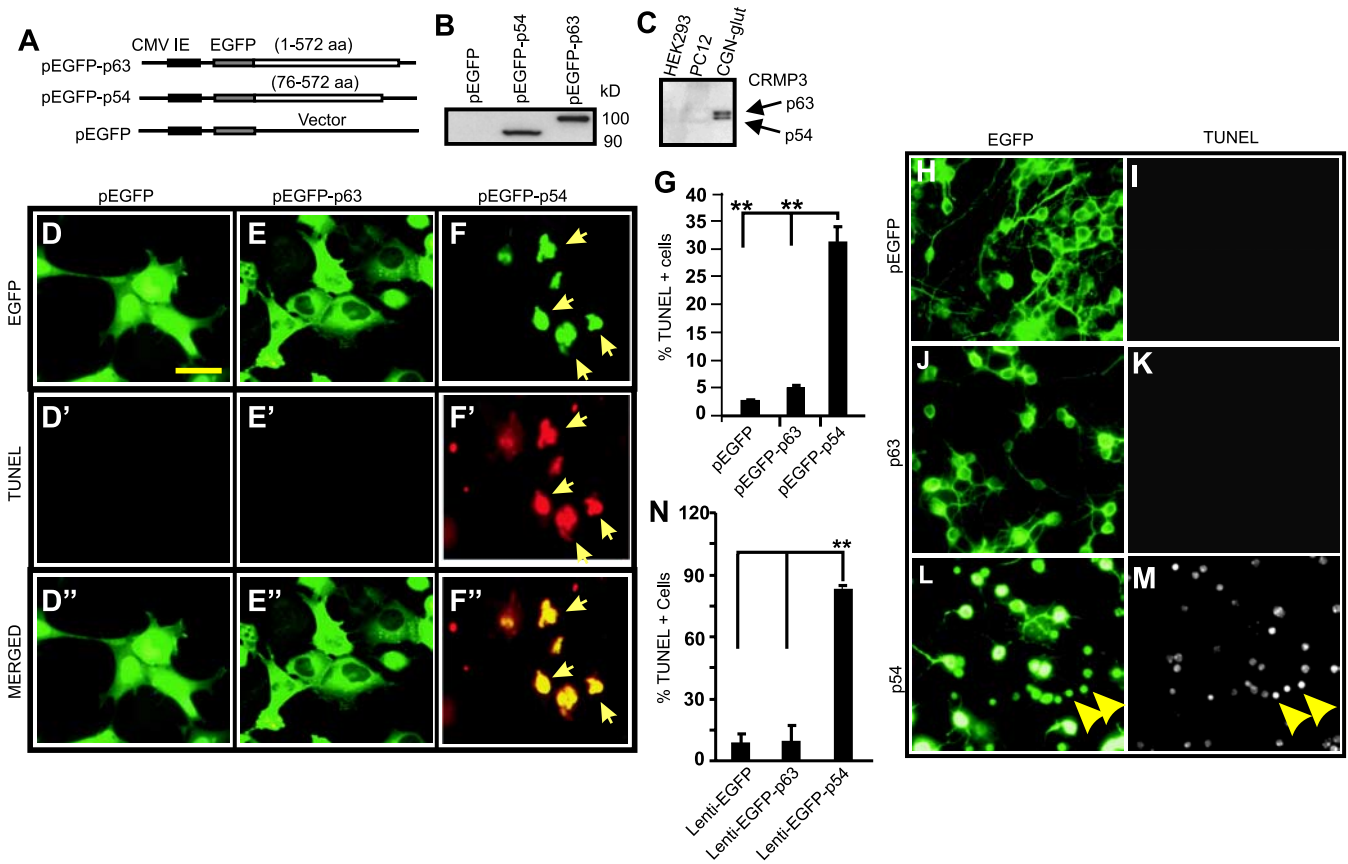 A
CMV IE EGFP (1-572 aa)
pEGFP-p63
(76-572 aa)
pEGFP-p54
Vector
pEGFP
B
pEGFP
pEGFP-p54
pEGFP-p63
kD
100
90
C
HEK293
PC12
CGN-glut
CRMP3
p63
p54
pEGFP pEGFP-p63 pEGFP-p54
EGFP
D E F
TUNEL
D' E' F'
MERGED
D'' E'' F''
G
% TUNEL + cells
40
35
30
25
20
15
10
5
0
** **
pEGFP
pEGFP-p63
pEGFP-p54
N
% TUNEL + Cells
120
90
60
30
0
**
Lenti-EGFP
Lenti-EGFP-p63
Lenti-EGFP-p54
EGFP TUNEL
pEGFP
H I
p63
J K
p54
L M